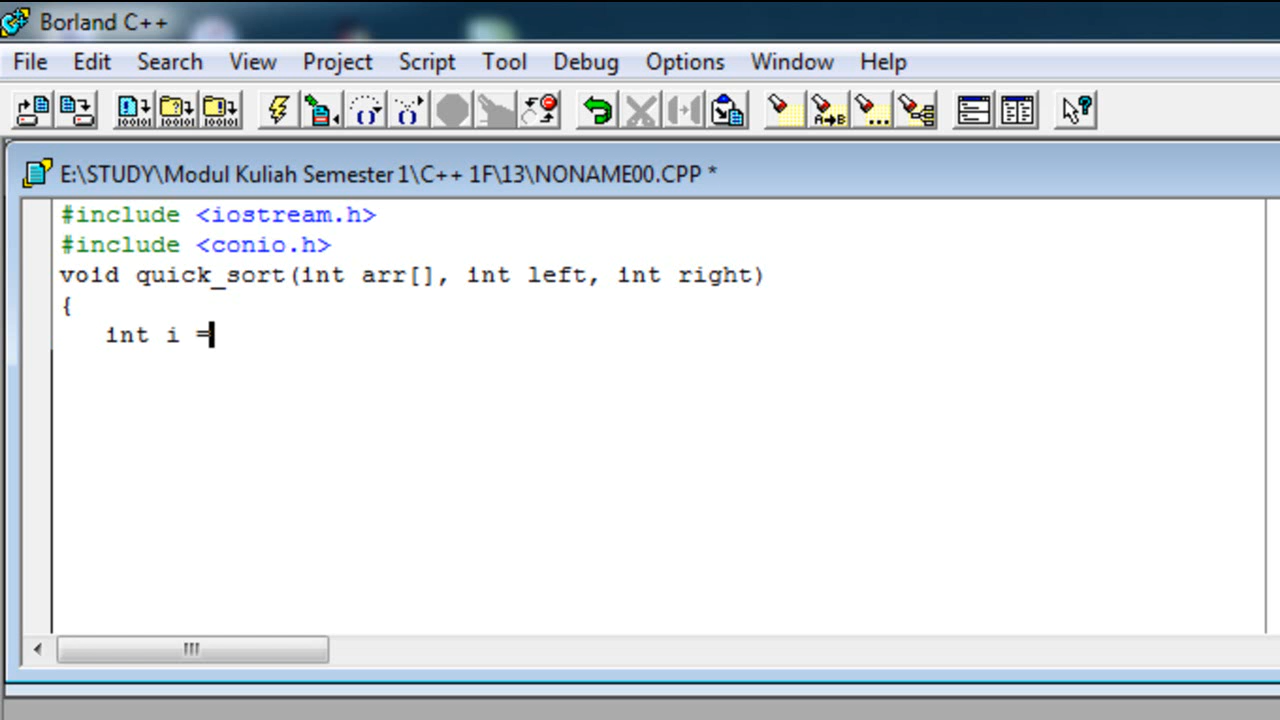 Borland C++
File Edit Search View Project Script Tool Debug Options Window Help
E:\STUDY\Modul Kuliah Semester 1\C++ 1F\13\NONAME00.CPP *
#include <iostream.h>
#include <conio.h>
void quick_sort(int arr[], int left, int right)
{
   int i =